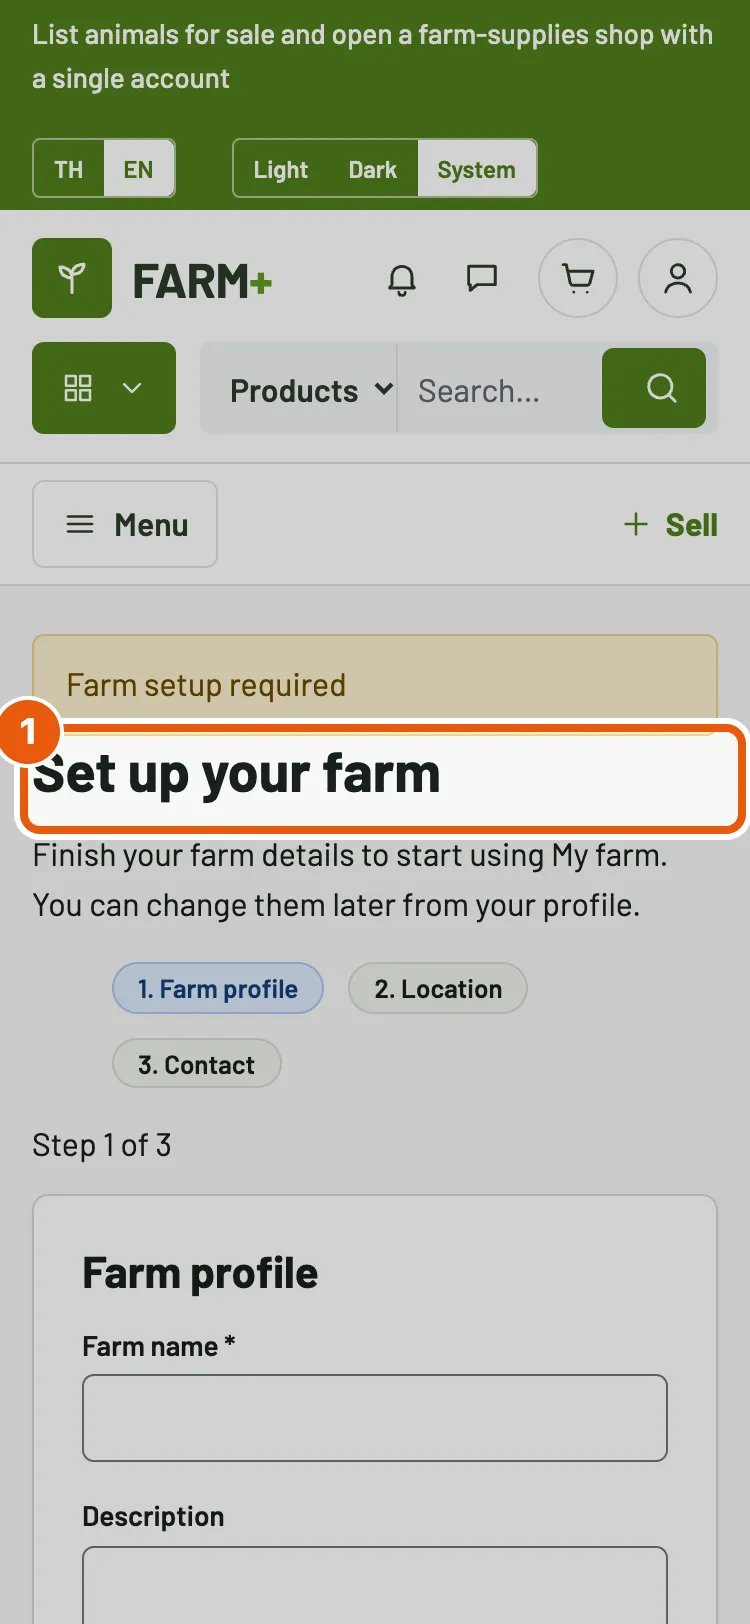 List animals for sale and open a farm-supplies shop with
a single account
TH EN Light Dark System
FARM+
Products Search...
Menu + Sell
Farm setup required
1
Set up your farm
Finish your farm details to start using My farm.
You can change them later from your profile.
1. Farm profile 2. Location
3. Contact
Step 1 of 3
Farm profile
Farm name *
Description